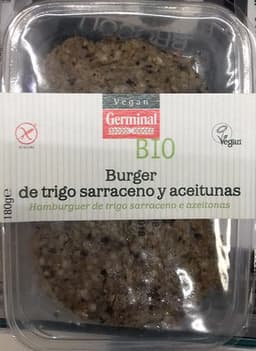 Vegan
Germinal
BIO
Vegan
Burger
de trigo sarraceno y aceitunas
Hamburguer de trigo sarraceno e azeitonas
180g℮